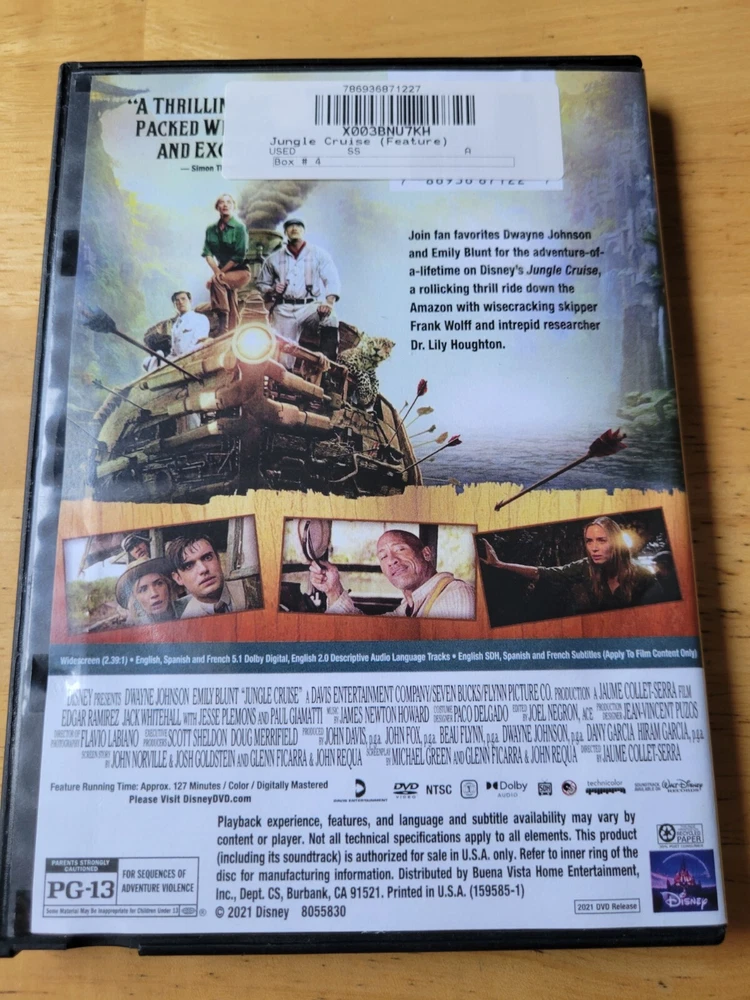 786936871227
"A THRILLIN
X003BNU7KH
PACKED WI
Jungle Cruise (Feature)
USED SS A
AND EXC
Box # 4
— Simon Th
Join fan favorites Dwayne Johnson
and Emily Blunt for the adventure-of-
a-lifetime on Disney's Jungle Cruise,
a rollicking thrill ride down the
Amazon with wisecracking skipper
Frank Wolff and intrepid researcher
Dr. Lily Houghton.
Widescreen (2.39:1) • English, Spanish and French 5.1 Dolby Digital, English 2.0 Descriptive Audio Language Tracks • English SDH, Spanish and French Subtitles (Apply To Film Content Only)
DISNEY PRESENTS DWAYNE JOHNSON EMILY BLUNT "JUNGLE CRUISE" A DAVIS ENTERTAINMENT COMPANY/SEVEN BUCKS/FLYNN PICTURE CO. PRODUCTION A JAUME COLLET-SERRA FILM
EDGAR RAMIREZ JACK WHITEHALL WITH JESSE PLEMONS AND PAUL GIAMATTI MUSIC BY JAMES NEWTON HOWARD COSTUME DESIGNER PACO DELGADO EDITED BY JOEL NEGRON, ACE PRODUCTION DESIGNER JEAN-VINCENT PUZOS
DIRECTOR OF PHOTOGRAPHY FLAVIO LABIANO EXECUTIVE PRODUCERS SCOTT SHELDON DOUG MERRIFIELD PRODUCED BY JOHN DAVIS, p.g.a. JOHN FOX, p.g.a. BEAU FLYNN, p.g.a. DWAYNE JOHNSON, p.g.a. DANY GARCIA HIRAM GARCIA, p.g.a.
SCREEN STORY BY JOHN NORVILLE & JOSH GOLDSTEIN AND GLENN FICARRA & JOHN REQUA SCREENPLAY BY MICHAEL GREEN AND GLENN FICARRA & JOHN REQUA DIRECTED BY JAUME COLLET-SERRA
Feature Running Time: Approx. 127 Minutes / Color / Digitally Mastered
Please Visit DisneyDVD.com
DVD VIDEO NTSC 1 Dolby AUDIO technicolor SOUNDTRACK AVAILABLE ON WALT DISNEY RECORDS
Playback experience, features, and language and subtitle availability may vary by
content or player. Not all technical specifications apply to all elements. This product
(including its soundtrack) is authorized for sale in U.S.A. only. Refer to inner ring of the
disc for manufacturing information. Distributed by Buena Vista Home Entertainment,
Inc., Dept. CS, Burbank, CA 91521. Printed in U.S.A. (159585-1)
© 2021 Disney 8055830
2021 DVD Release
PARENTS STRONGLY CAUTIONED
PG-13
FOR SEQUENCES OF
ADVENTURE VIOLENCE
Some Material May Be Inappropriate for Children Under 13
RECYCLED
PAPER
Disney